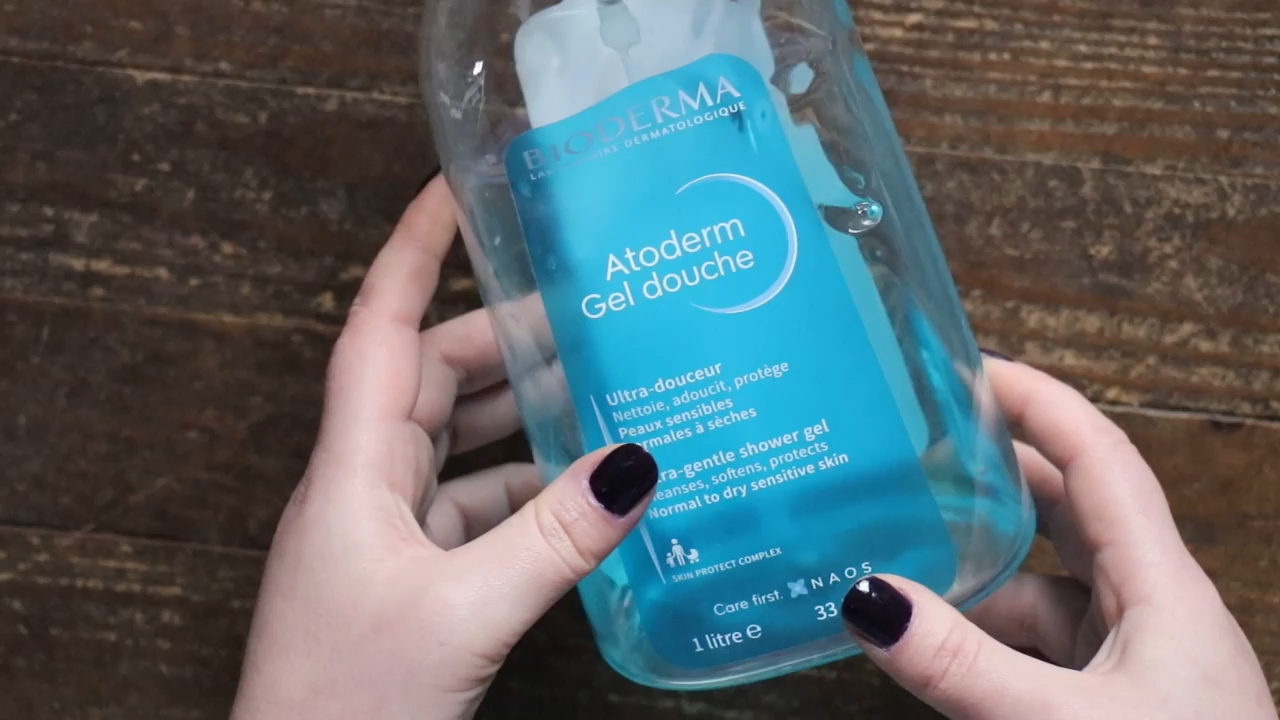 BIODERMA
DERMATOLOGIQUE
Atoderm
Gel douche
Ultra-douceur
Nettoie, adoucit, protège
Peaux sensibles
rmales à sèches
tra-gentle shower gel
eanses, softens, protects
Normal to dry sensitive skin
SKIN PROTECT COMPLEX
Care first. NAOS
1 litre ℮ 33